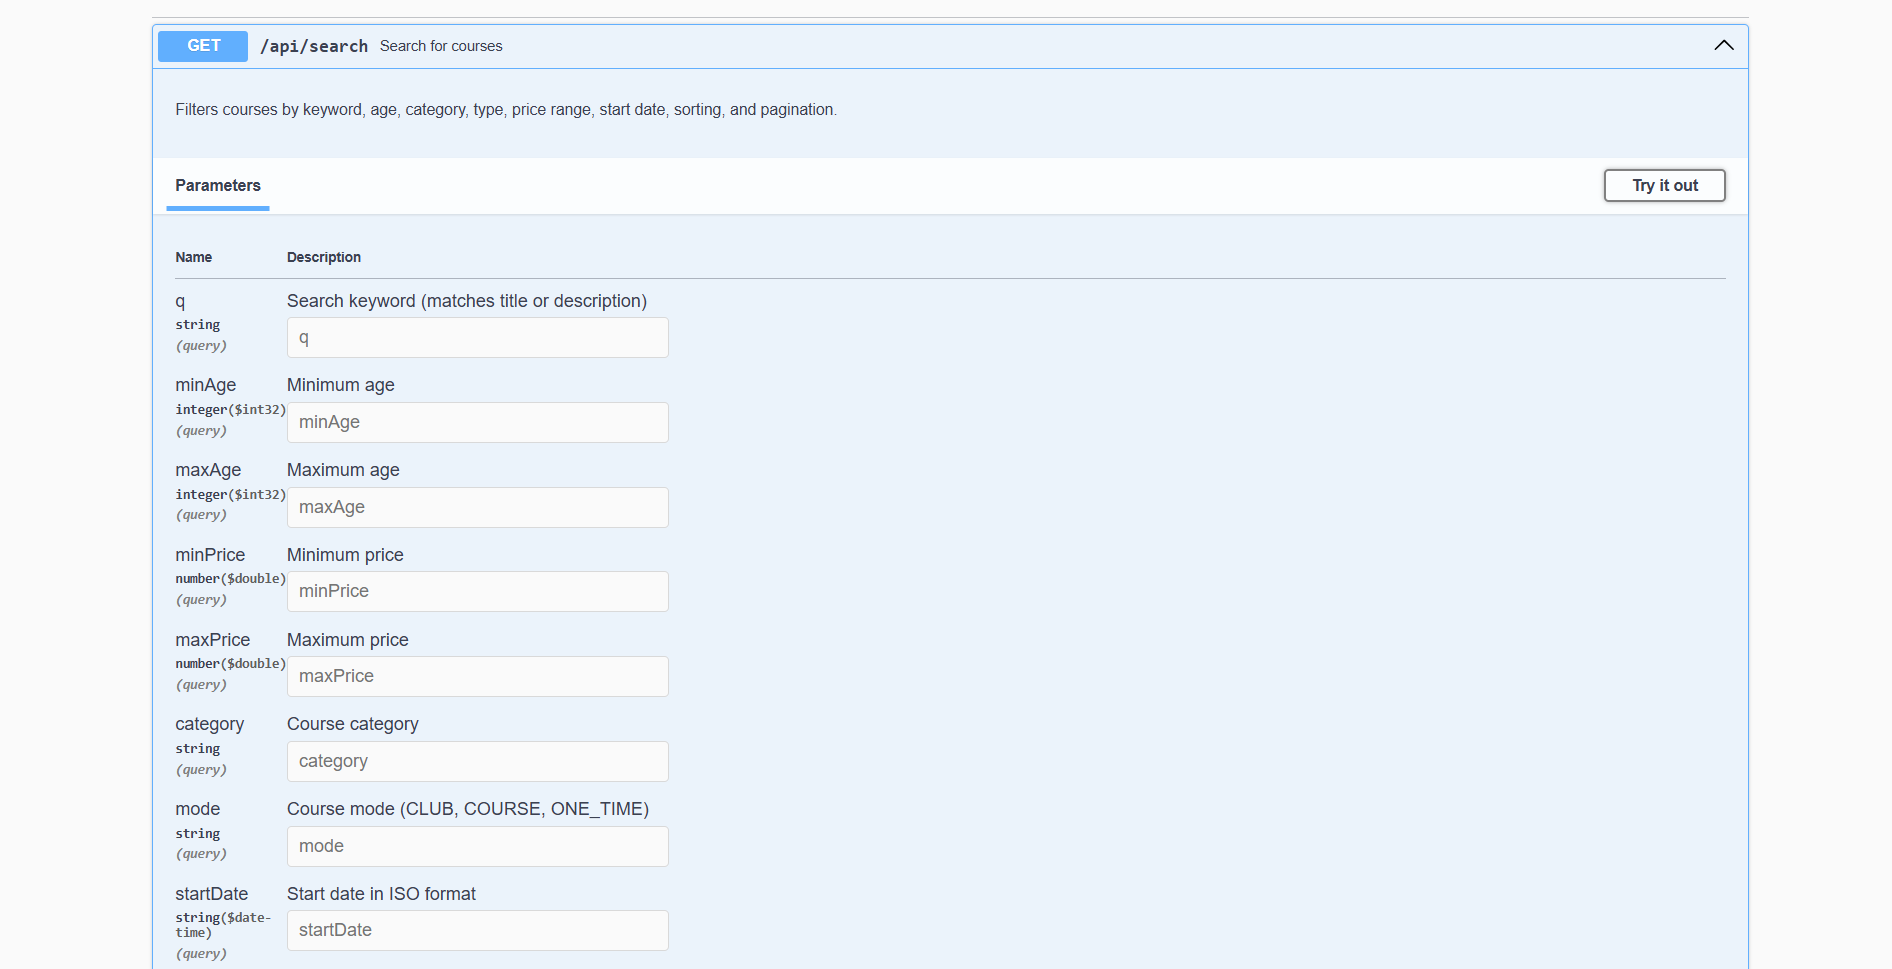 GET /api/search Search for courses
Filters courses by keyword, age, category, type, price range, start date, sorting, and pagination.
Parameters
Try it out
Name Description
q Search keyword (matches title or description)
string
(query)
q
minAge Minimum age
integer($int32)
(query)
minAge
maxAge Maximum age
integer($int32)
(query)
maxAge
minPrice Minimum price
number($double)
(query)
minPrice
maxPrice Maximum price
number($double)
(query)
maxPrice
category Course category
string
(query)
category
mode Course mode (CLUB, COURSE, ONE_TIME)
string
(query)
mode
startDate Start date in ISO format
string($date-
time)
(query)
startDate